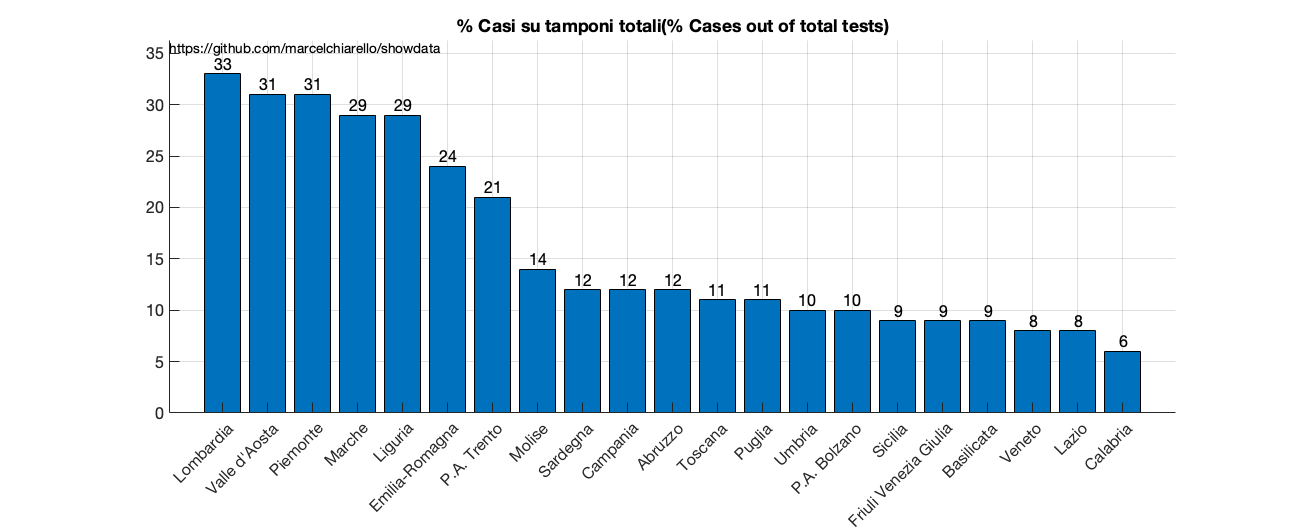 % Casi su tamponi totali(% Cases out of total tests)
https://github.com/marcelchiarello/showdata
35
30
25
20
15
10
5
0
33
31
31
29
29
24
21
14
12
12
12
11
11
10
10
9
9
9
8
8
6
Lombardia
Valle d'Aosta
Piemonte
Marche
Liguria
Emilia-Romagna
P.A. Trento
Molise
Sardegna
Campania
Abruzzo
Toscana
Puglia
Umbria
P.A. Bolzano
Sicilia
Friuli Venezia Giulia
Basilicata
Veneto
Lazio
Calabria